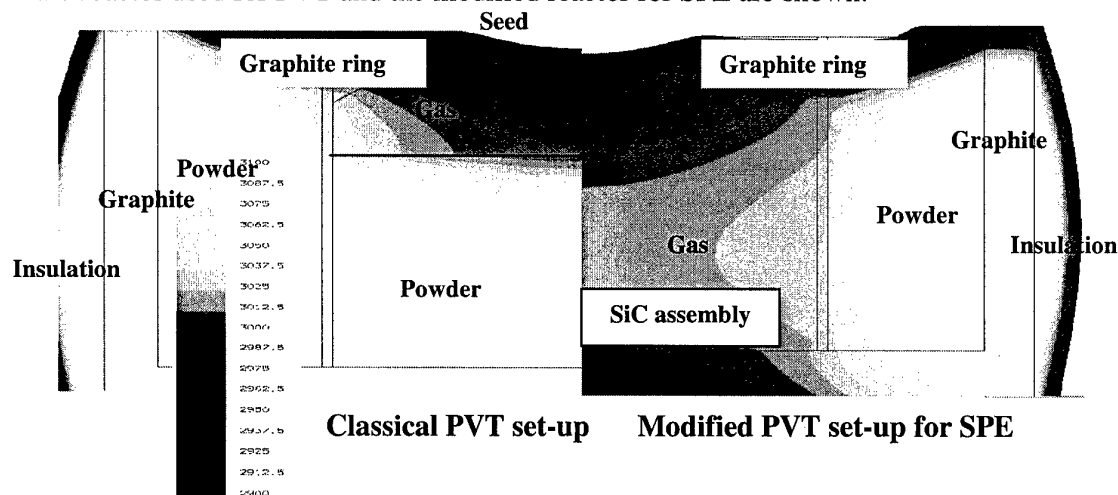 Seed
Graphite ring
Graphite ring
Gas
Graphite
Powder
Graphite
Powder
Gas
Insulation
Insulation
Powder
SiC assembly
3100
3087.5
3075
3062.5
3050
3037.5
3025
3012.5
3000
2987.5
2975
2962.5
2950
2937.5
2925
2912.5
2900
Classical PVT set-up
Modified PVT set-up for SPE